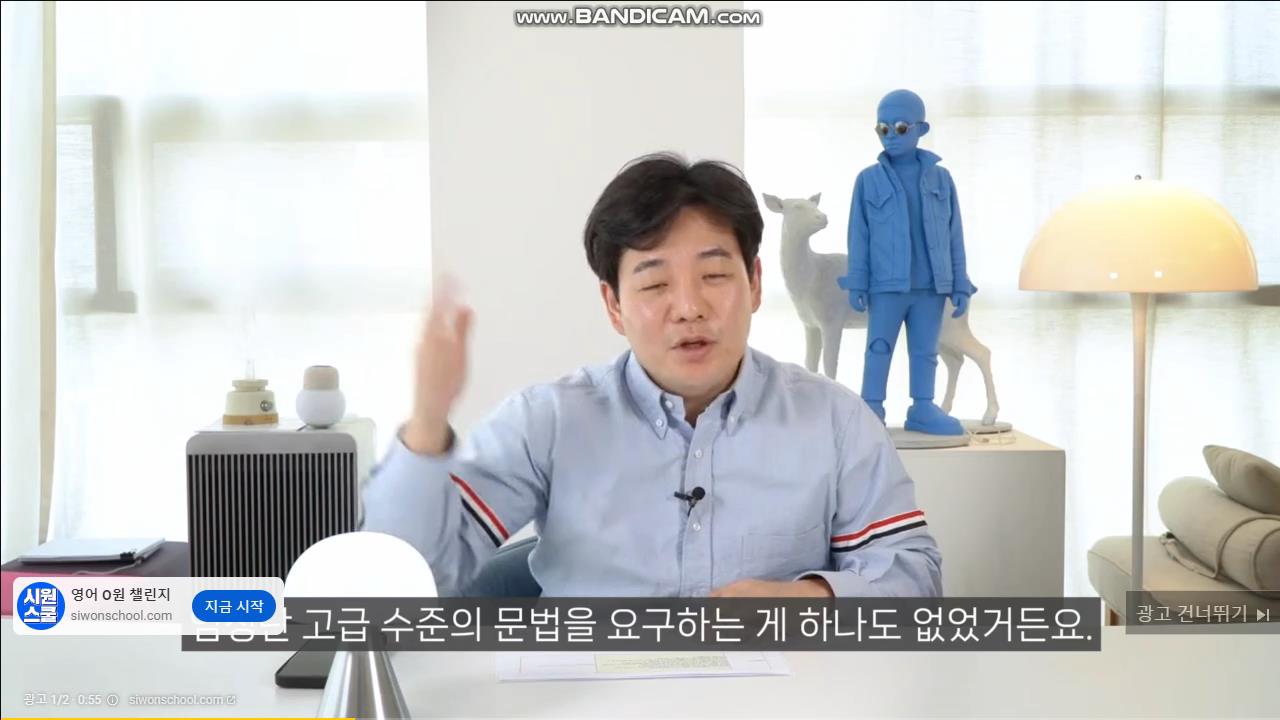 www.BANDICAM.com
시원
스쿨
영어 0원 챌린지
siwonschool.com
지금 시작
고급 수준의 문법을 요구하는 게 하나도 없었거든요.
광고 건너뛰기
광고 1/2 · 0:55
siwonschool.com